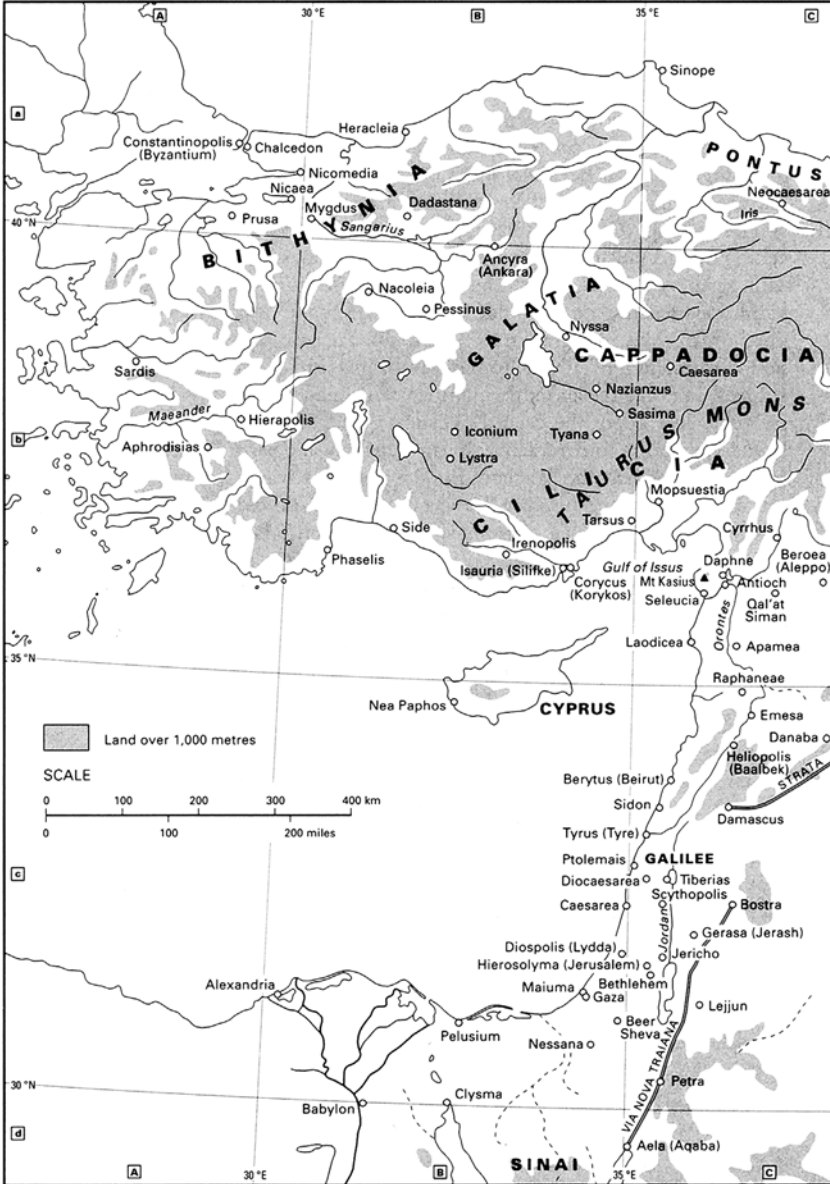 A
30 °E
B
35 °E
C
a
Sinope
Constantinopolis
(Byzantium)
Chalcedon
Heracleia
PONTUS
Nicomedia
Nicaea
Neocaesarea
Mygdus
Dadastana
Iris
40 °N
Prusa
Sangarius
BITHYNIA
Ancyra
(Ankara)
Nacoleia
Pessinus
GALATIA
Nyssa
CAPPADOCIA
Sardis
Caesarea
Nazianzus
Maeander
Hierapolis
Sasima
TAURUS MONS
b
Aphrodisias
Iconium
Tyana
Lystra
CILICIA
Mopsuestia
Side
Tarsus
Cyrrhus
Phaselis
Irenopolis
Isauria (Silifke)
Gulf of Issus
Daphne
Beroea
(Aleppo)
Corycus
(Korykos)
Mt Kasius
Antioch
Seleucia
Qal'at
Siman
Orontes
Laodicea
Apamea
35 °N
Raphaneae
Nea Paphos
CYPRUS
Emesa
Danaba
Land over 1,000 metres
Heliopolis
(Baalbek)
SCALE
Berytus (Beirut)
STRATA
0 100 200 300 400 km
Sidon
Damascus
0 100 200 miles
Tyrus (Tyre)
Ptolemais
GALILEE
c
Diocaesarea
Tiberias
Scythopolis
Caesarea
Bostra
Jordan
Gerasa (Jerash)
Diospolis (Lydda)
Jericho
Hierosolyma (Jerusalem)
Alexandria
Maiuma
Bethlehem
Gaza
Lejjun
Pelusium
Beer
Sheva
Nessana
VIA NOVA TRAIANA
30 °N
Petra
Babylon
Clysma
d
Aela (Aqaba)
A
30 °E
B
SINAI
35 °E
C